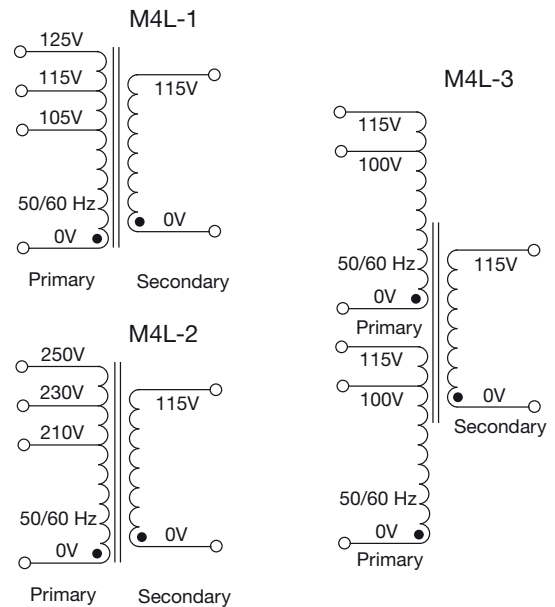 M4L-1
125V
115V
105V
50/60 Hz
0V
Primary
115V
0V
Secondary
M4L-2
250V
230V
210V
50/60 Hz
0V
Primary
115V
0V
Secondary
M4L-3
115V
100V
50/60 Hz
0V
Primary
115V
100V
50/60 Hz
0V
Primary
115V
0V
Secondary